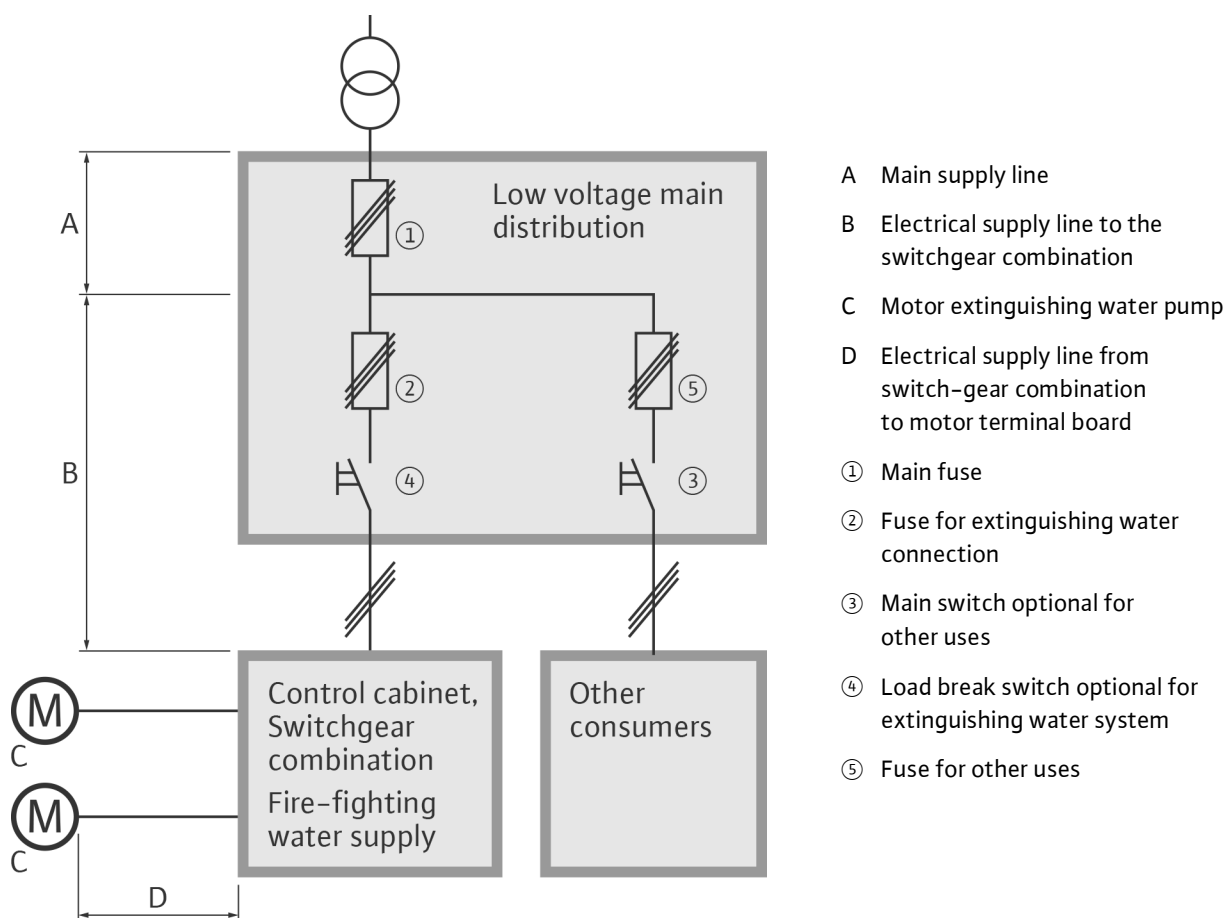 Low voltage main
distribution
A
①
②
⑤
B
④
③
Control cabinet,
Switchgear
combination
Fire-fighting
water supply
Other
consumers
M
C
M
C
D
A Main supply line
B Electrical supply line to the
switchgear combination
C Motor extinguishing water pump
D Electrical supply line from
switch-gear combination
to motor terminal board
① Main fuse
② Fuse for extinguishing water
connection
③ Main switch optional for
other uses
④ Load break switch optional for
extinguishing water system
⑤ Fuse for other uses